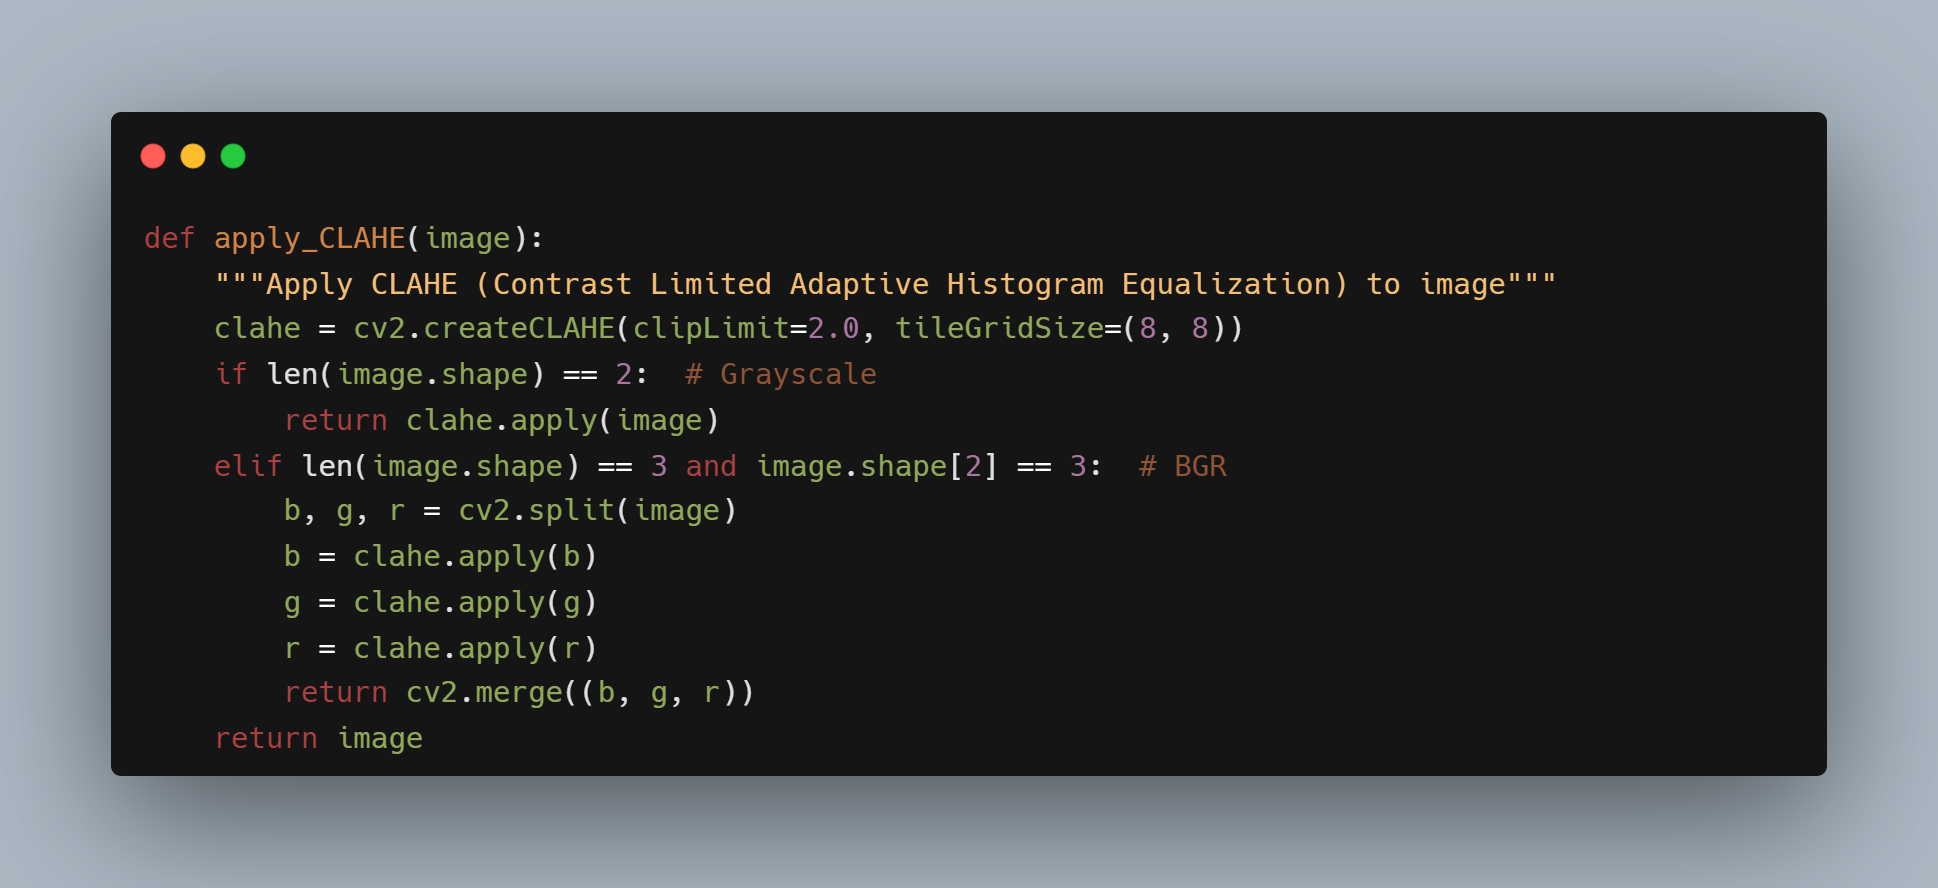 def apply_CLAHE(image):
    """Apply CLAHE (Contrast Limited Adaptive Histogram Equalization) to image"""
    clahe = cv2.createCLAHE(clipLimit=2.0, tileGridSize=(8, 8))
    if len(image.shape) == 2:  # Grayscale
        return clahe.apply(image)
    elif len(image.shape) == 3 and image.shape[2] == 3:  # BGR
        b, g, r = cv2.split(image)
        b = clahe.apply(b)
        g = clahe.apply(g)
        r = clahe.apply(r)
        return cv2.merge((b, g, r))
    return image